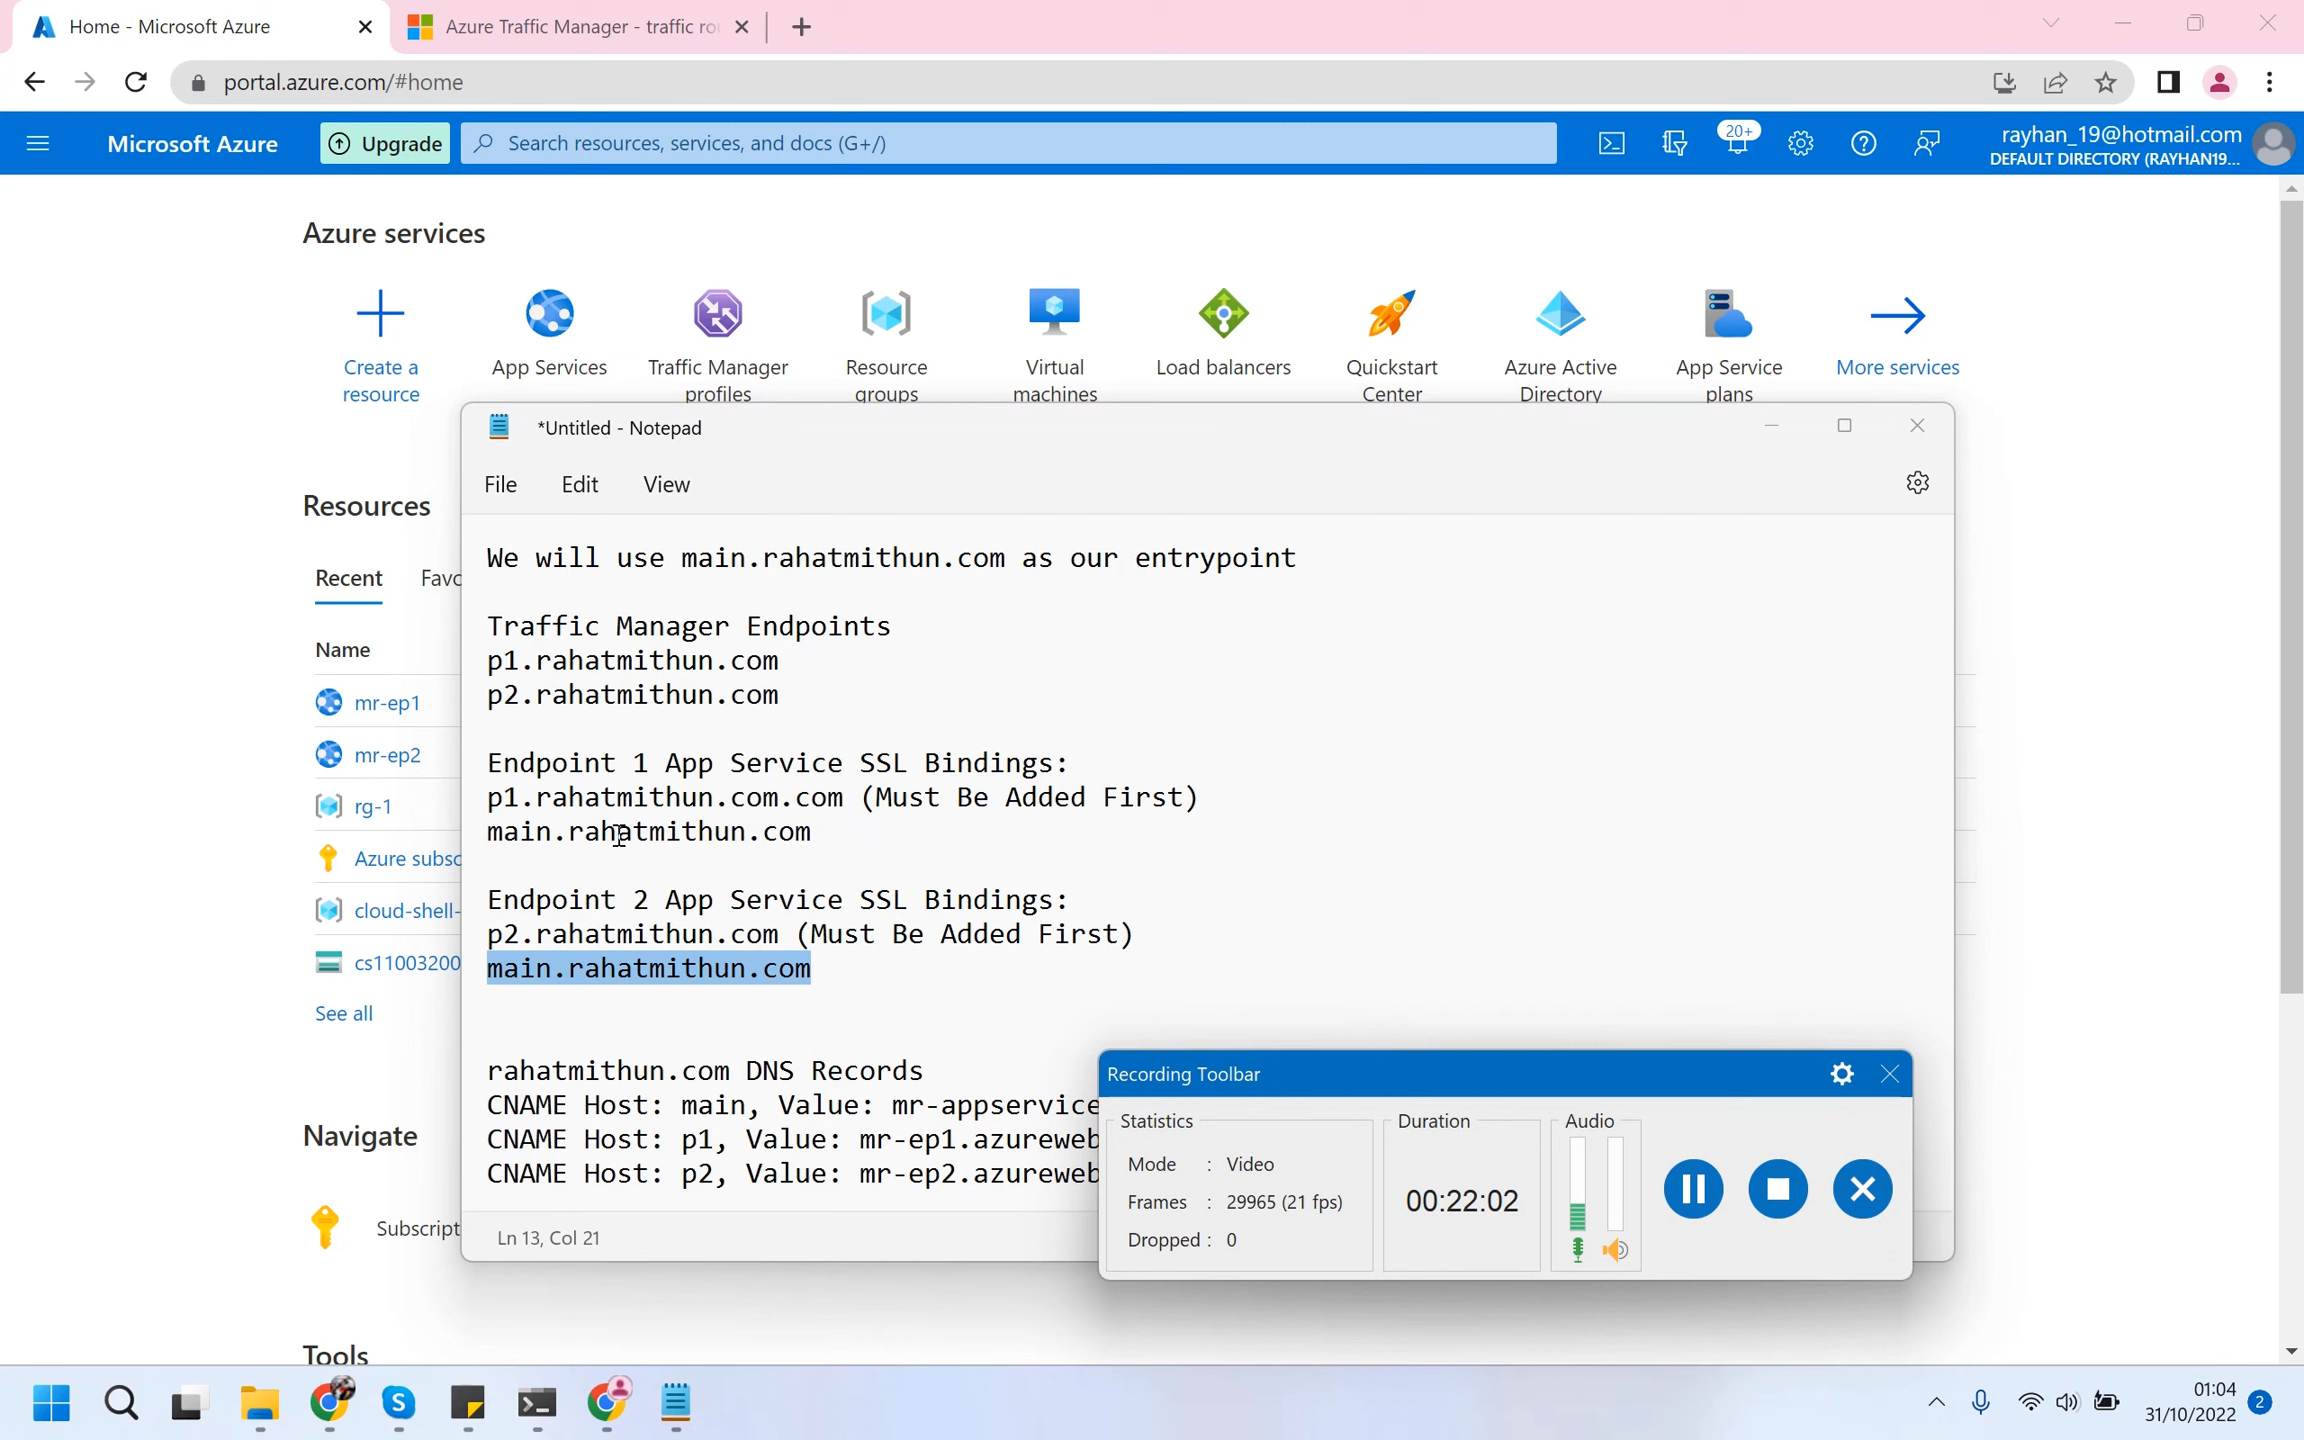 Home - Microsoft Azure
Azure Traffic Manager - traffic ro
portal.azure.com/#home
Microsoft Azure
Upgrade
Search resources, services, and docs (G+/)
20+
rayhan_19@hotmail.com
DEFAULT DIRECTORY (RAYHAN19...
Azure services
Create a
resource
App Services
Traffic Manager
profiles
Resource
groups
Virtual
machines
Load balancers
Quickstart
Center
Azure Active
Directory
App Service
plans
More services
Resources
Recent
Favo
Name
mr-ep1
mr-ep2
rg-1
Azure subsc
cloud-shell-
cs11003200
See all
Navigate
Subscript
Tools
*Untitled - Notepad
File
Edit
View
We will use main.rahatmithun.com as our entrypoint
Traffic Manager Endpoints
p1.rahatmithun.com
p2.rahatmithun.com
Endpoint 1 App Service SSL Bindings:
p1.rahatmithun.com.com (Must Be Added First)
main.rahatmithun.com
Endpoint 2 App Service SSL Bindings:
p2.rahatmithun.com (Must Be Added First)
main.rahatmithun.com
rahatmithun.com DNS Records
CNAME Host: main, Value: mr-appservice
CNAME Host: p1, Value: mr-ep1.azureweb
CNAME Host: p2, Value: mr-ep2.azureweb
Ln 13, Col 21
Recording Toolbar
Statistics
Mode : Video
Frames : 29965 (21 fps)
Dropped : 0
Duration
00:22:02
Audio
01:04
31/10/2022
2